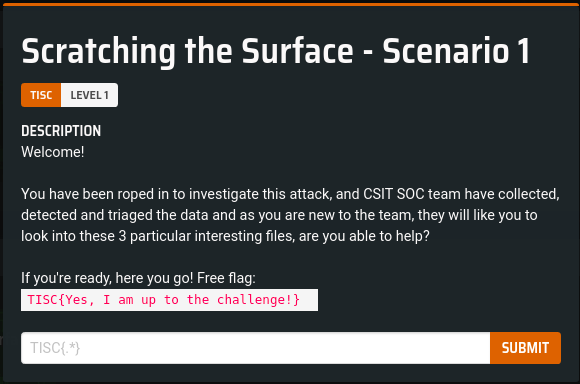 Scratching the Surface - Scenario 1
TISC LEVEL 1
DESCRIPTION
Welcome!
You have been roped in to investigate this attack, and CSIT SOC team have collected,
detected and triaged the data and as you are new to the team, they will like you to
look into these 3 particular interesting files, are you able to help?
If you're ready, here you go! Free flag:
TISC{Yes, I am up to the challenge!}
TISC{.*} SUBMIT